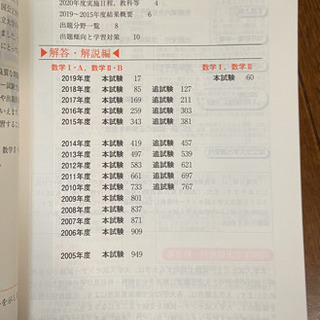 2020年度実施日程、教科等 4
2019〜2015年度結果概要 6
出題分野一覧 8
出題傾向と学習対策 10
▶解答・解説編◀
数学Ⅰ・A、数学Ⅱ・B 数学Ⅰ、数学Ⅱ
2019年度 本試験 17 本試験 60
2018年度 本試験 85 追試験 127
2017年度 本試験 169 追試験 211
2016年度 本試験 259 追試験 303
2015年度 本試験 343 追試験 381
2014年度 本試験 419 追試験 457
2013年度 本試験 497 追試験 539
2012年度 本試験 583 追試験 621
2011年度 本試験 661 追試験 697
2010年度 本試験 733 追試験 767
2009年度 本試験 801
2008年度 本試験 837
2007年度 本試験 871
2006年度 本試験 909
2005年度 本試験 949